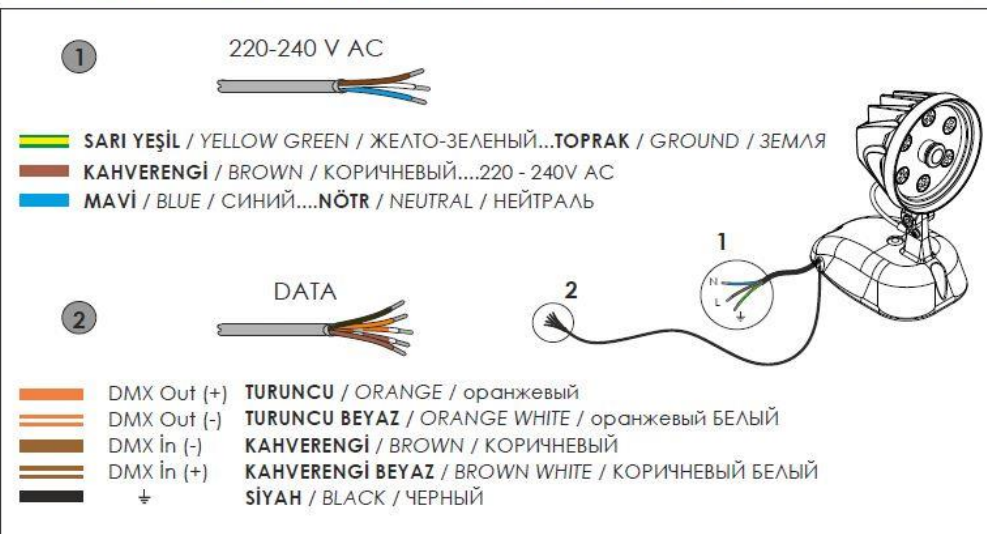 1
220-240 V AC
SARI YEŞİL / YELLOW GREEN / ЖЕЛТО-ЗЕЛЕНЫЙ...TOPRAK / GROUND / ЗЕМЛЯ
KAHVERENGİ / BROWN / КОРИЧНЕВЫЙ....220 - 240V AC
MAVİ / BLUE / СИНИЙ....NÖTR / NEUTRAL / НЕЙТРАЛЬ
1
N
L
2
2
DATA
DMX Out (+) TURUNCU / ORANGE / оранжевый
DMX Out (-) TURUNCU BEYAZ / ORANGE WHITE / оранжевый БЕЛЫЙ
DMX İn (-) KAHVERENGİ / BROWN / КОРИЧНЕВЫЙ
DMX İn (+) KAHVERENGİ BEYAZ / BROWN WHITE / КОРИЧНЕВЫЙ БЕЛЫЙ
⏚ SİYAH / BLACK / ЧЕРНЫЙ